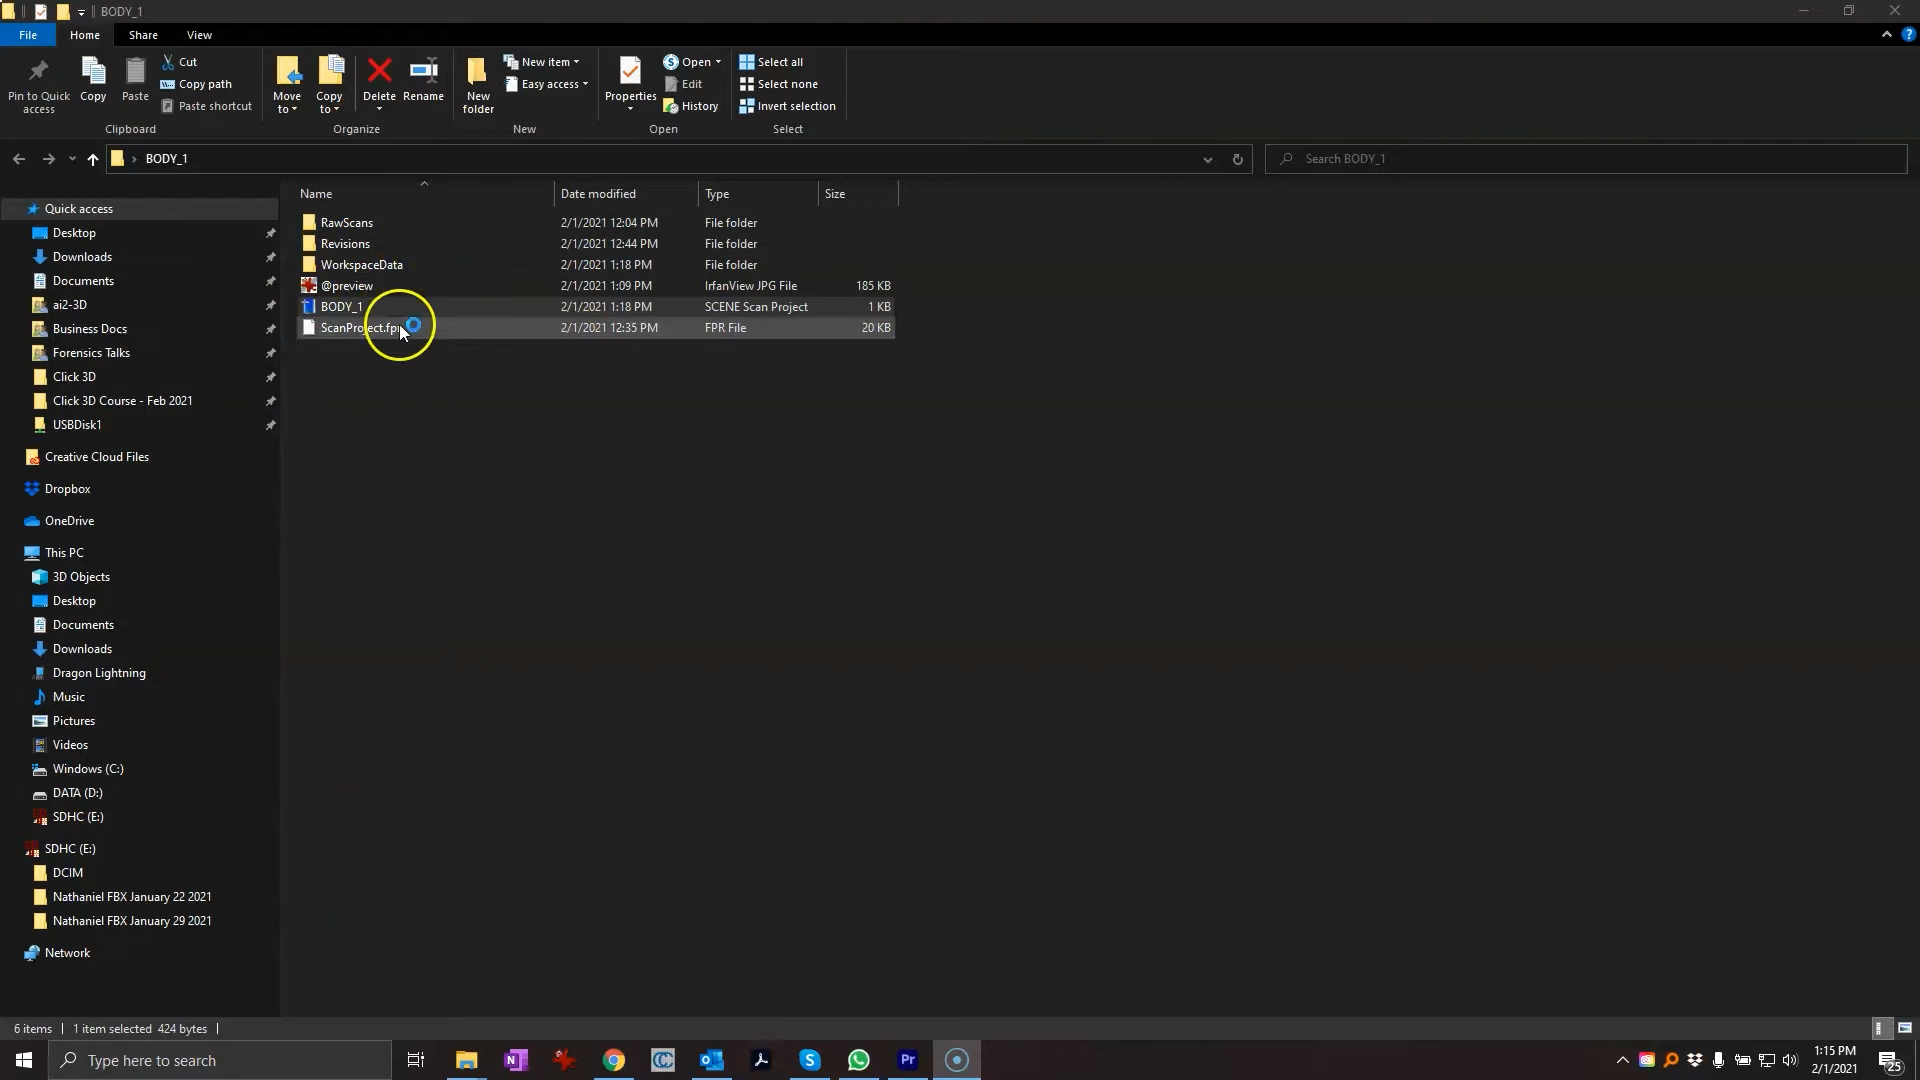 BODY_1
File Home Share View
Pin to Quick access
Copy
Paste
Cut
Copy path
Paste shortcut
Clipboard
Move to
Copy to
Delete
Rename
Organize
New folder
New item
Easy access
New
Properties
Open
Edit
History
Open
Select all
Select none
Invert selection
Select
BODY_1
Search BODY_1
Name Date modified Type Size
RawScans 2/1/2021 12:04 PM File folder
Revisions 2/1/2021 12:44 PM File folder
WorkspaceData 2/1/2021 1:18 PM File folder
@preview 2/1/2021 1:09 PM IrfanView JPG File 185 KB
BODY_1 2/1/2021 1:18 PM SCENE Scan Project 1 KB
ScanProject.fpr 2/1/2021 12:35 PM FPR File 20 KB
Quick access
Desktop
Downloads
Documents
ai2-3D
Business Docs
Forensics Talks
Click 3D
Click 3D Course - Feb 2021
USBDisk1
Creative Cloud Files
Dropbox
OneDrive
This PC
3D Objects
Desktop
Documents
Downloads
Dragon Lightning
Music
Pictures
Videos
Windows (C:)
DATA (D:)
SDHC (E:)
SDHC (E:)
DCIM
Nathaniel FBX January 22 2021
Nathaniel FBX January 29 2021
Network
6 items 1 item selected 424 bytes
Type here to search
Pr
1:15 PM
2/1/2021
25